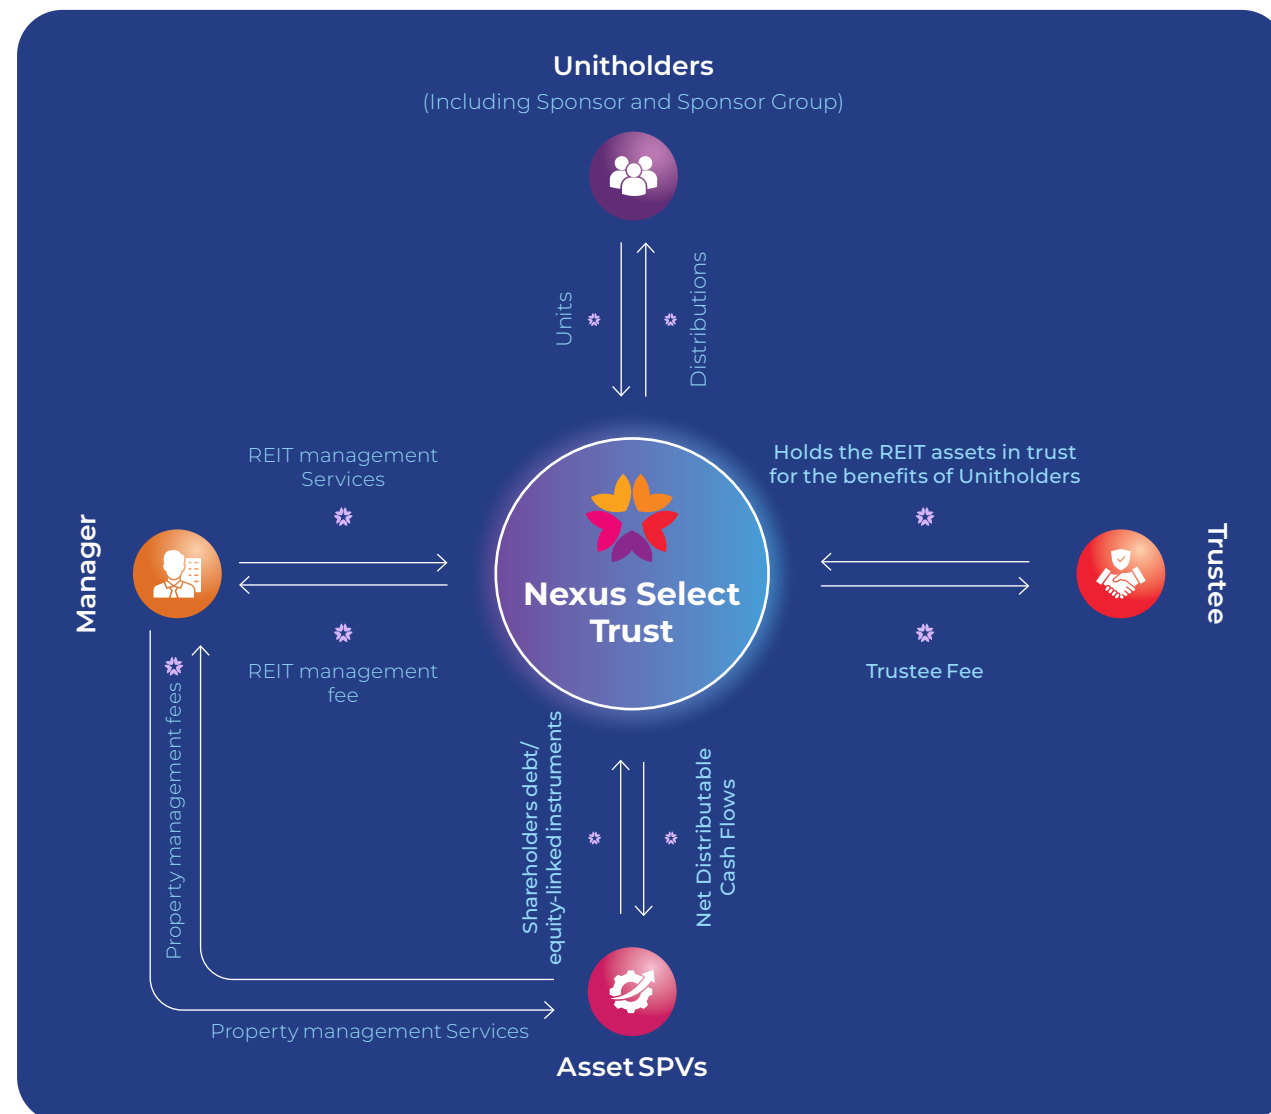 Unitholders
(Including Sponsor and Sponsor Group)
Units
Distributions
REIT management
Services
Holds the REIT assets in trust
for the benefits of Unitholders
Manager
Nexus Select
Trust
Trustee
REIT management
fee
Trustee Fee
Property management fees
Shareholders debt/
equity-linked instruments
Net Distributable
Cash Flows
Property management Services
Asset SPVs